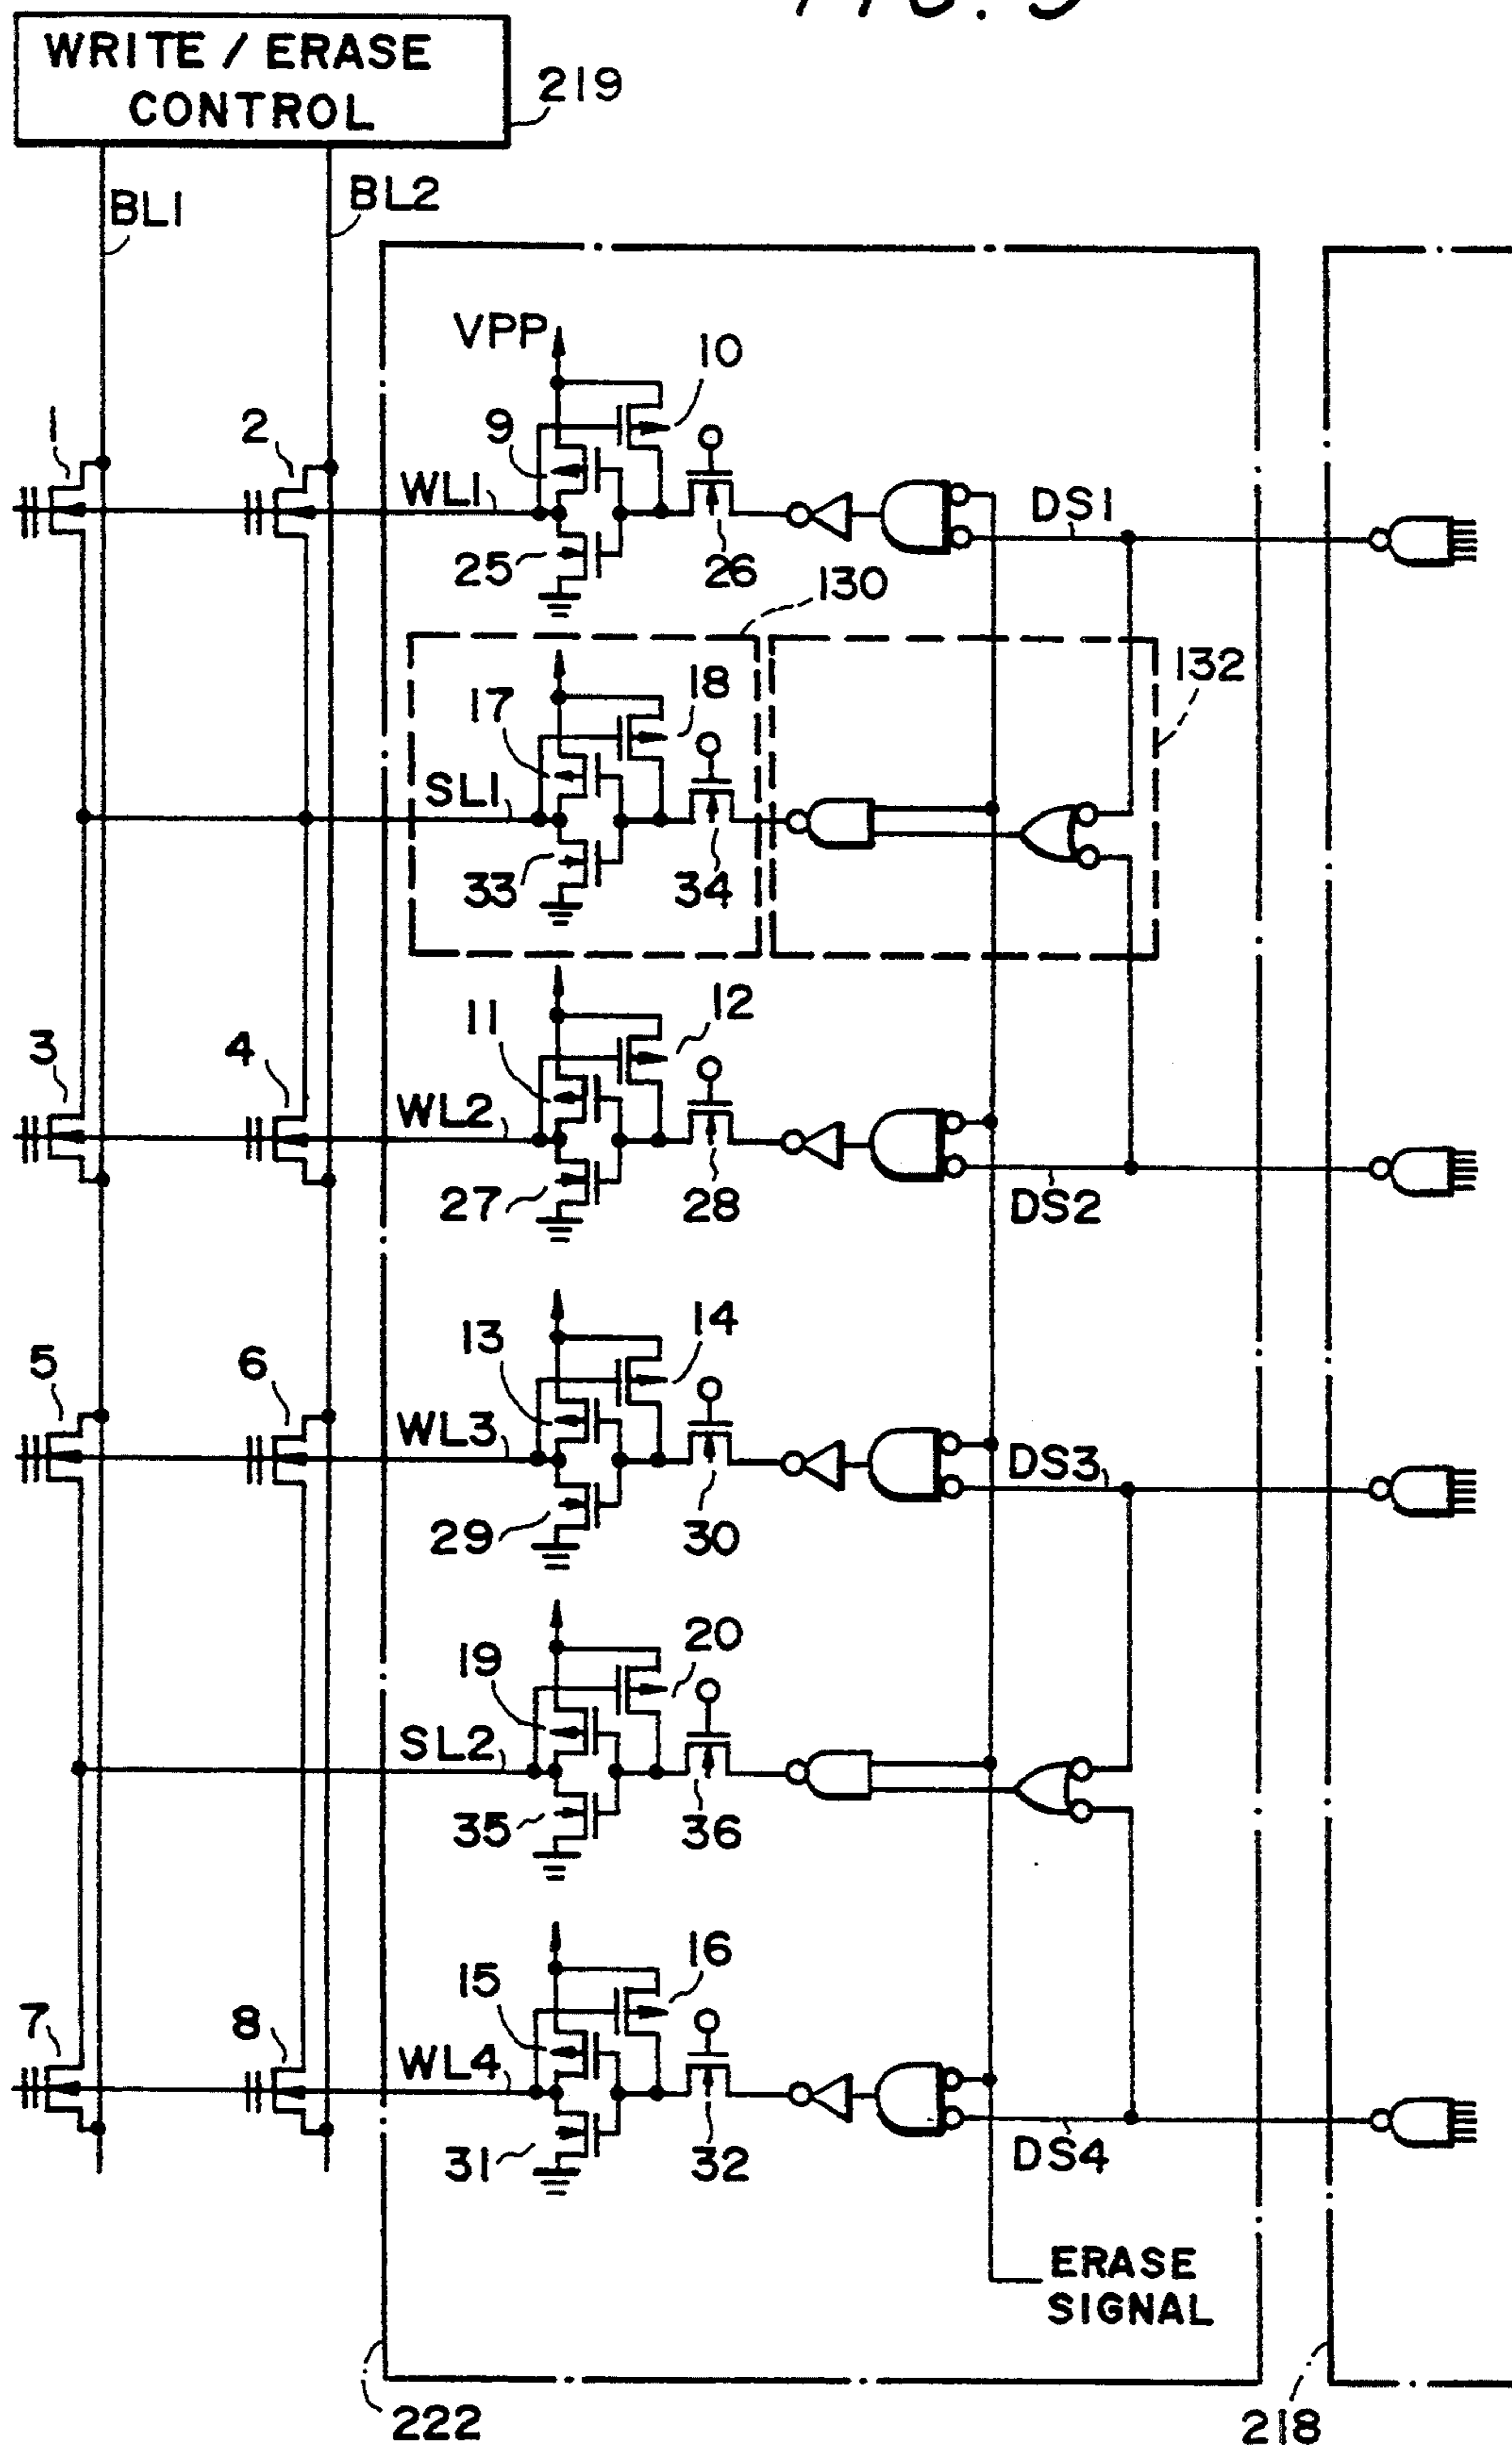 WRITE / ERASE
CONTROL
219
BL1
BL2
VPP
10
1
2
9
WL1
DS1
25
26
130
132
17
18
SL1
33
34
11
12
3
4
WL2
27
28
DS2
13
14
5
6
WL3
DS3
29
30
19
20
SL2
35
36
15
16
7
8
WL4
31
32
DS4
ERASE
SIGNAL
222
218